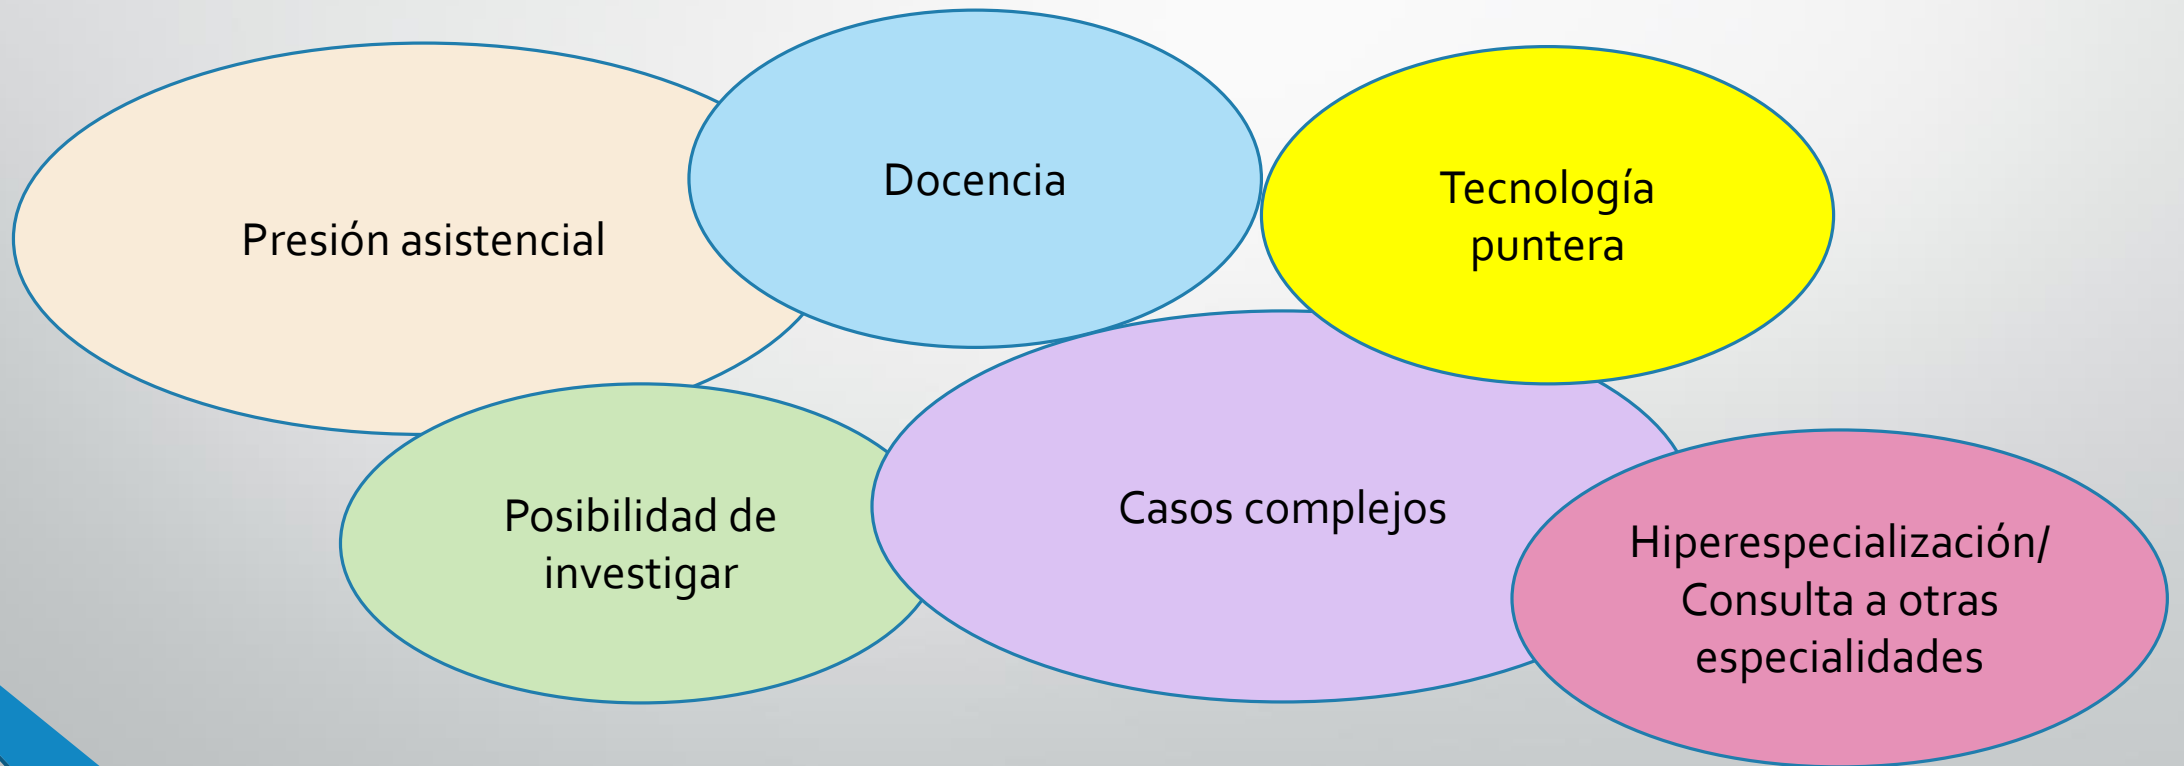 Presión asistencial
Docencia
Tecnología
puntera
Posibilidad de
investigar
Casos complejos
Hiperespecialización/
Consulta a otras
especialidades